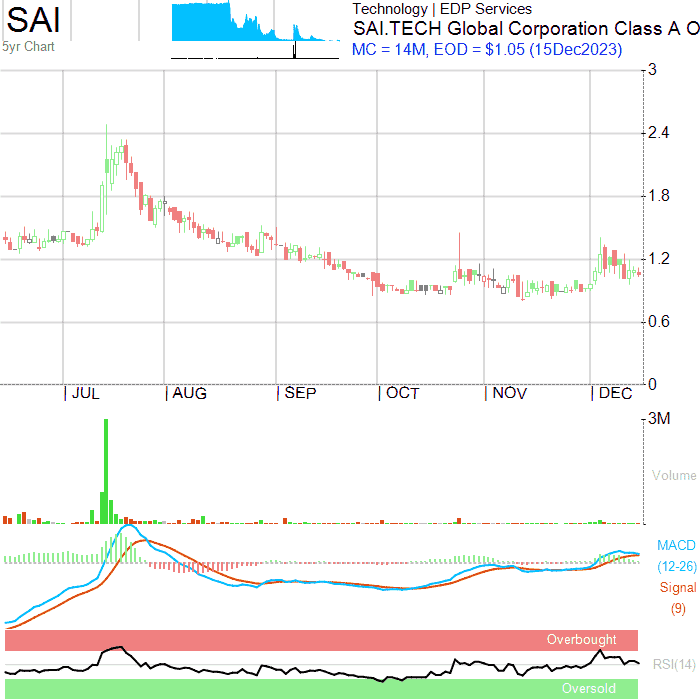 SAI
5yr Chart
Technology | EDP Services
SAI.TECH Global Corporation Class A O
MC = 14M, EOD = $1.05 (15Dec2023)
3
2.4
1.8
1.2
0.6
0
JUL AUG SEP OCT NOV DEC
3M
Volume
MACD
(12-26)
Signal
(9)
Overbought
RSI(14)
Oversold